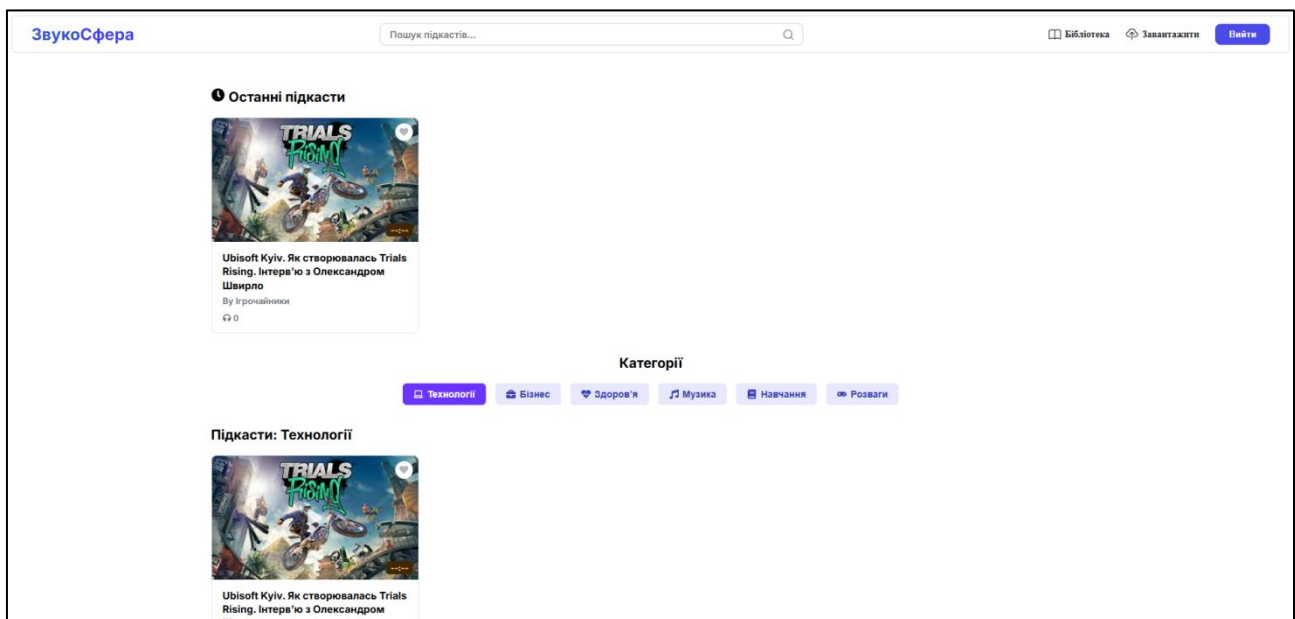 ЗвукоСфера
Пошук підкастів...
Бібліотека
Завантажити
Вийти
Останні підкасти
TRIALS
RISING
--:--
Ubisoft Kyiv. Як створювалась Trials
Rising. Інтерв'ю з Олександром
Швирло
By Ігрочайники
0
Категорії
Технології
Бізнес
Здоров'я
Музика
Навчання
Розваги
Підкасти: Технології
TRIALS
RISING
--:--
Ubisoft Kyiv. Як створювалась Trials
Rising. Інтерв'ю з Олександром